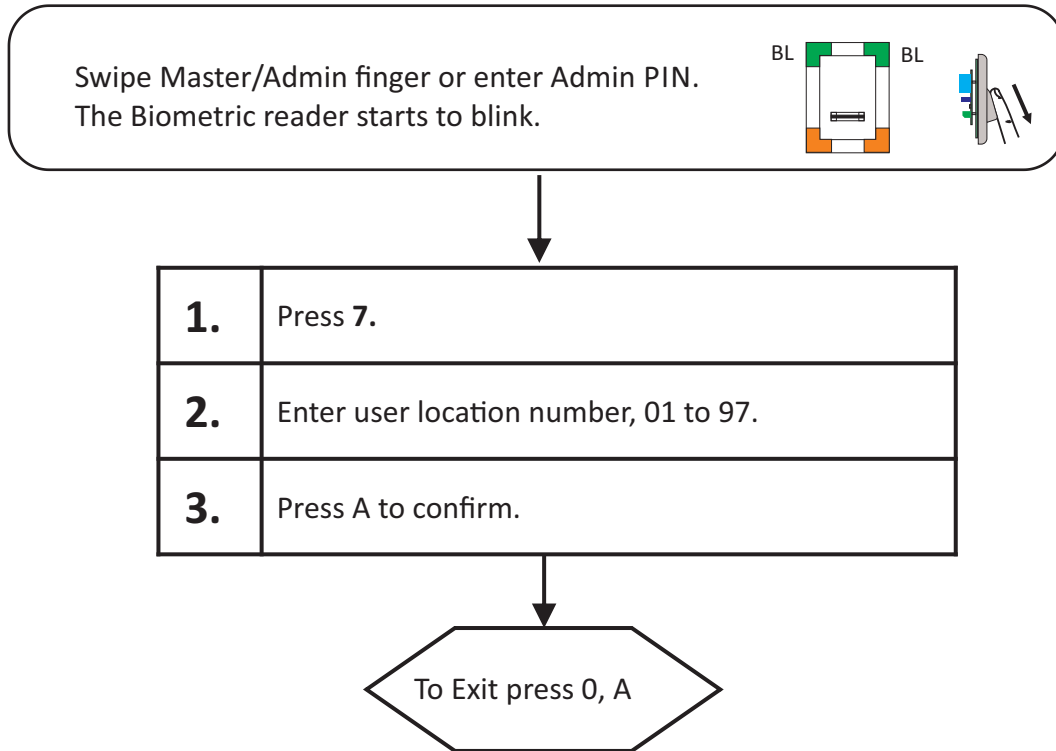 Swipe Master/Admin finger or enter Admin PIN.
The Biometric reader starts to blink.
BL
BL
1.
Press 7.
2.
Enter user location number, 01 to 97.
3.
Press A to confirm.
To Exit press 0, A